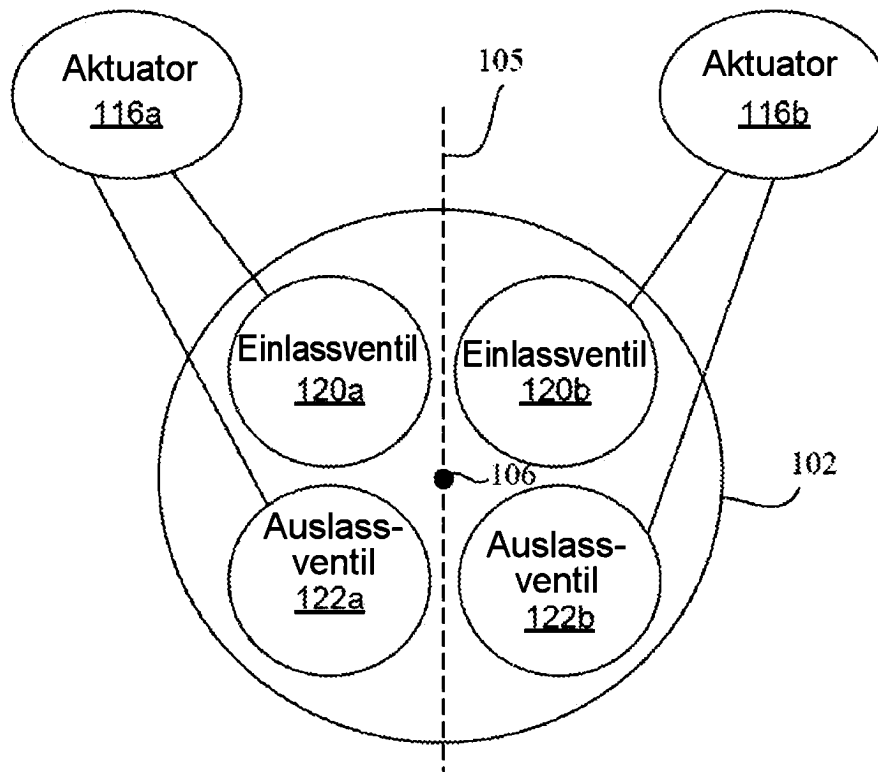 Aktuator
116a
105
Aktuator
116b
Einlassventil
120a
Einlassventil
120b
106
102
Auslass-
ventil
122a
Auslass-
ventil
122b